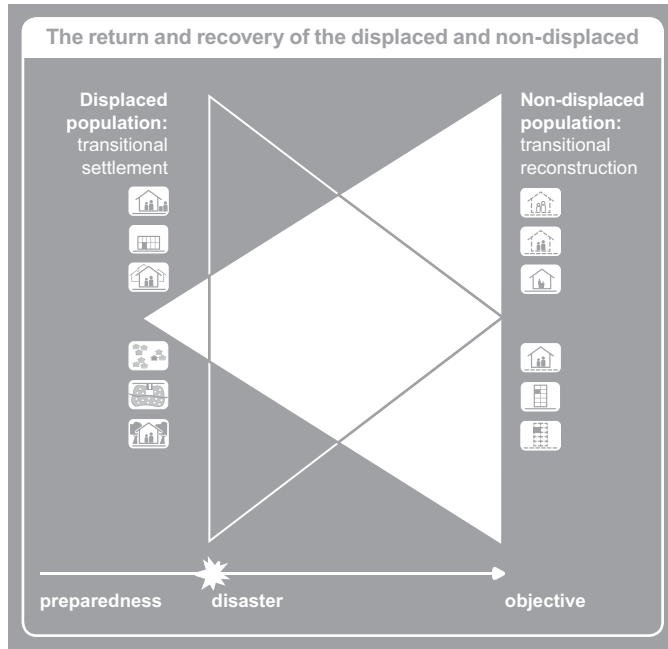 The return and recovery of the displaced and non-displaced
Displaced
population:
transitional
settlement
Non-displaced
population:
transitional
reconstruction
preparedness
disaster
objective